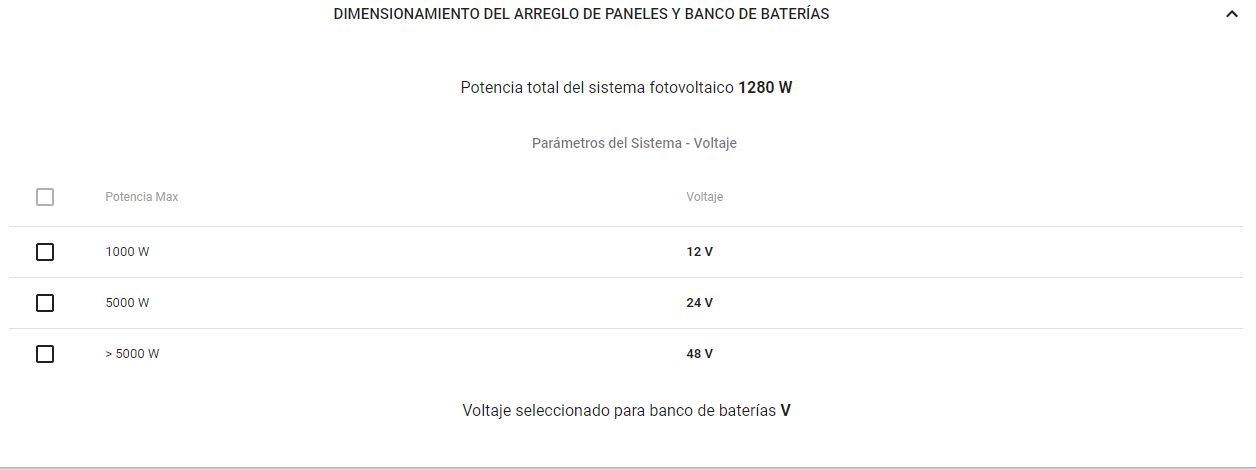 DIMENSIONAMIENTO DEL ARREGLO DE PANELES Y BANCO DE BATERÍAS
Potencia total del sistema fotovoltaico 1280 W
Parámetros del Sistema - Voltaje
Potencia Max Voltaje
1000 W 12 V
5000 W 24 V
> 5000 W 48 V
Voltaje seleccionado para banco de baterías V